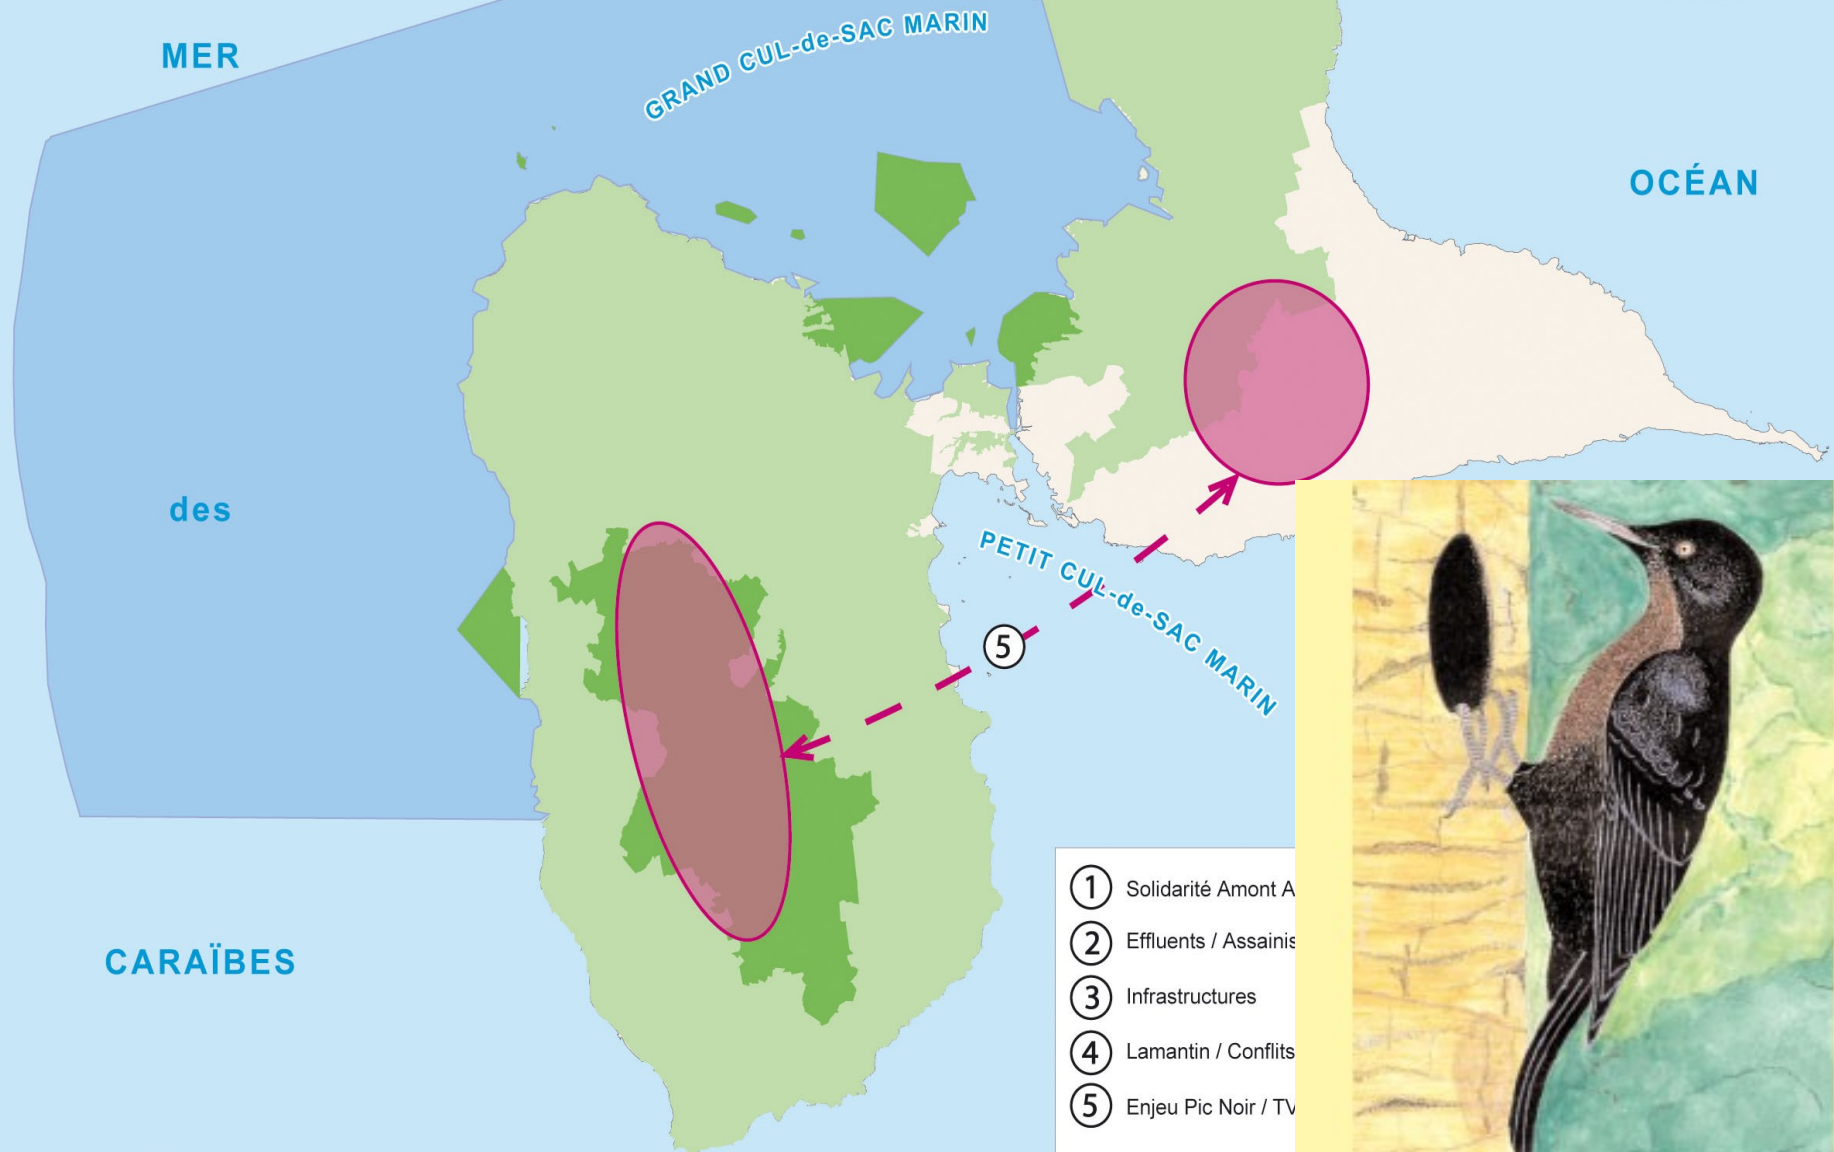 MER
GRAND CUL-de-SAC MARIN
OCÉAN
des
PETIT CUL-de-SAC MARIN
5
CARAÏBES
1 Solidarité Amont A
2 Effluents / Assainis
3 Infrastructures
4 Lamantin / Conflits
5 Enjeu Pic Noir / TV